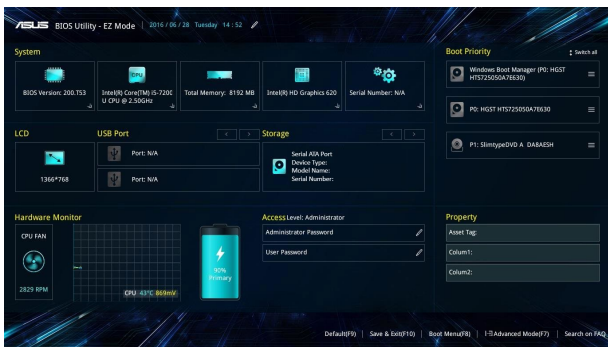 ASUS BIOS Utility - EZ Mode 2016/06/28 Tuesday 14:52
System
BIOS Version: 200.T53
CPU
Intel(R) Core(TM) i5-7200
U CPU @ 2.50GHz
Total Memory: 8192 MB
Intel(R) HD Graphics 620
Serial Number: N/A
Boot Priority
Switch all
Windows Boot Manager (P0: HGST
HTS725050A7E630)
P0: HGST HTS725050A7E630
P1: SlimtypeDVD A DA8AESH
LCD
1366*768
USB Port
< >
Port: N/A
Port: N/A
Storage
< >
Serial ATA Port
Device Type:
Model Name:
Serial Number:
Hardware Monitor
CPU FAN
2829 RPM
CPU 43°C 869mV
90%
Primary
Access Level: Administrator
Administrator Password
User Password
Property
Asset Tag:
Colum1:
Colum2:
Default(F9) | Save & Exit(F10) | Boot Menu(F8) | Advanced Mode(F7) | Search on FAQ